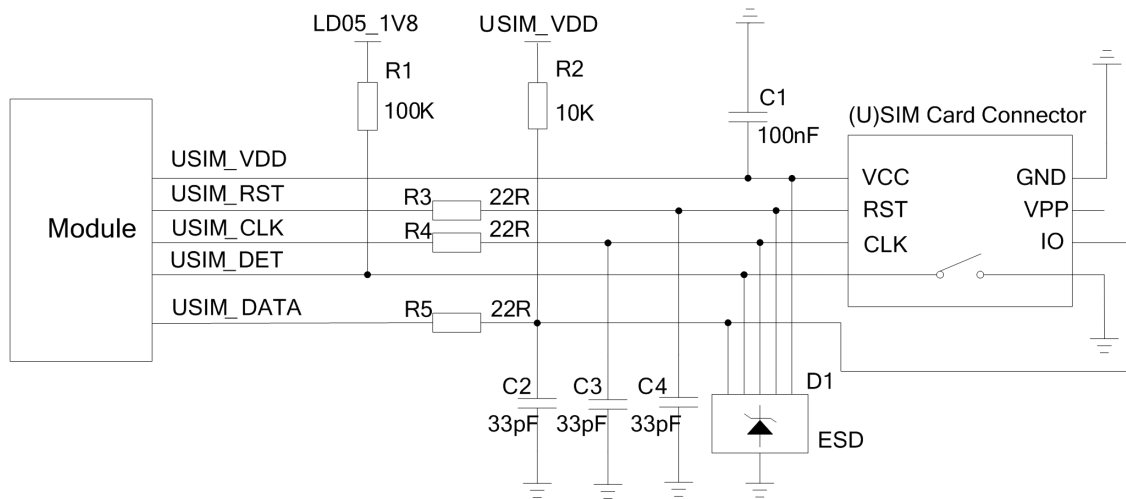 LD05_1V8
USIM_VDD
R1
100K
R2
10K
C1
100nF
(U)SIM Card Connector
Module
USIM_VDD
USIM_RST
USIM_CLK
USIM_DET
USIM_DATA
R3 22R
R4 22R
R5 22R
VCC GND
RST VPP
CLK IO
C2
33pF
C3
33pF
C4
33pF
D1
ESD